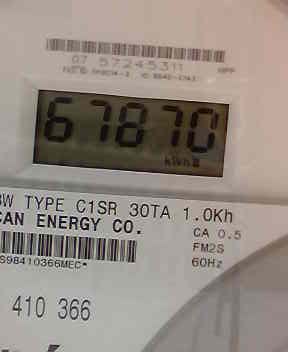 07 57245311
67870
kWh
W TYPE C1SR 30TA 1.0Kh
CAN ENERGY CO.
CA 0.5
FM2S
60Hz
S98410366MEC*
410 366